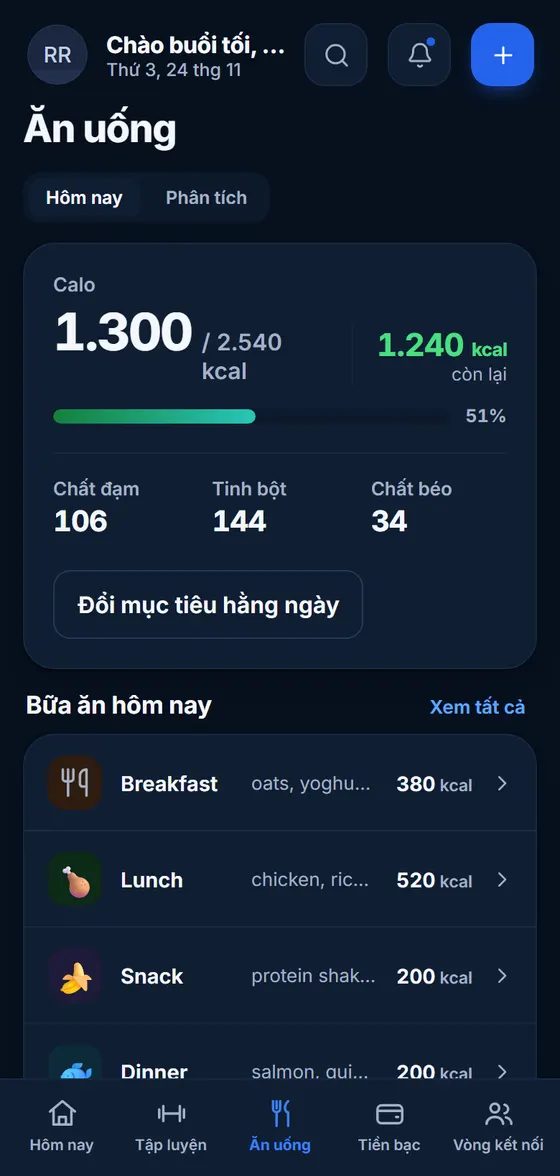 RR
Chào buổi tối, ...
Thứ 3, 24 thg 11
Ăn uống
Hôm nay
Phân tích
Calo
1.300 / 2.540 kcal
1.240 kcal
còn lại
51%
Chất đạm
Tinh bột
Chất béo
106
144
34
Đổi mục tiêu hằng ngày
Bữa ăn hôm nay
Xem tất cả
Breakfast oats, yoghu... 380 kcal
Lunch chicken, ric... 520 kcal
Snack protein shak... 200 kcal
Dinner salmon, qui... 200 kcal
Hôm nay
Tập luyện
Ăn uống
Tiền bạc
Vòng kết nối